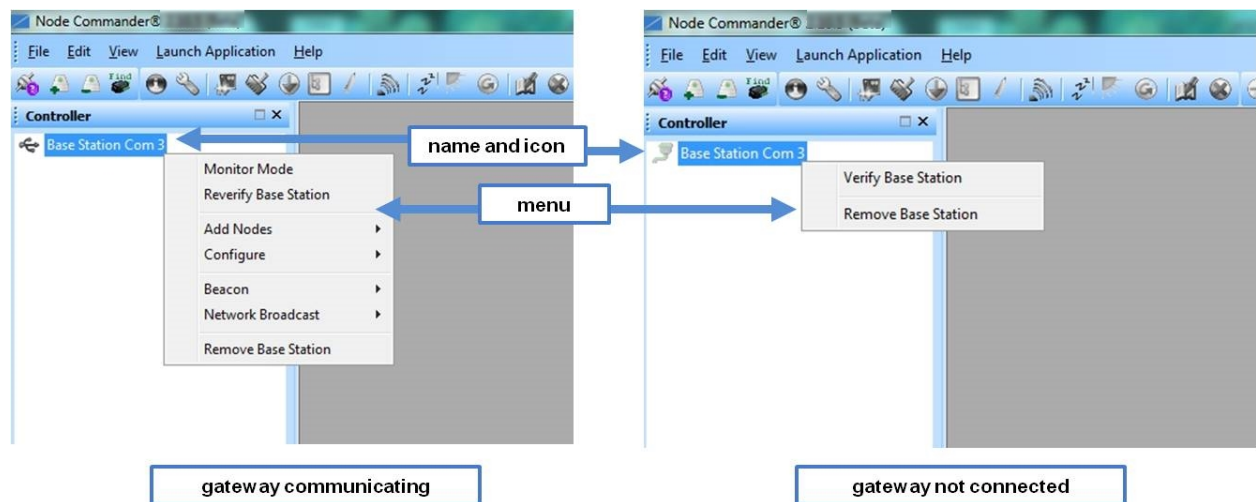 Node Commander®
File Edit View Launch Application Help
Find
Controller
Base Station Com 3
Monitor Mode
Reverify Base Station
Add Nodes
Configure
Beacon
Network Broadcast
Remove Base Station
name and icon
menu
Node Commander®
File Edit View Launch Application Help
Find
Controller
Base Station Com 3
Verify Base Station
Remove Base Station
gateway communicating
gateway not connected